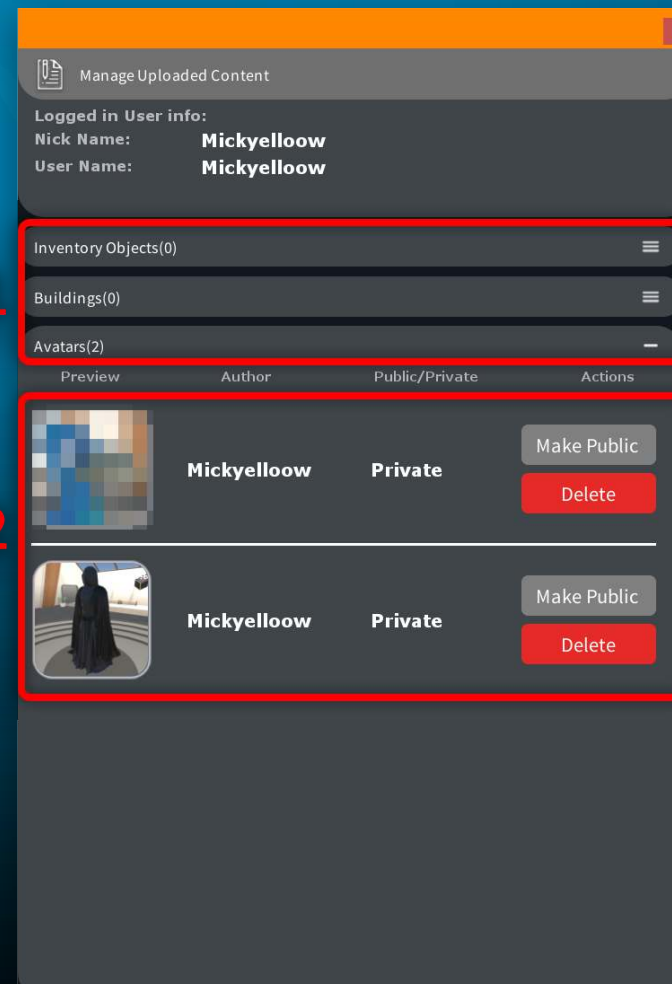 Manage Uploaded Content
Logged in User info:
Nick Name: Mickyelloow
User Name: Mickyelloow
Inventory Objects(0)
Buildings(0)
Avatars(2)
Preview Author Public/Private Actions
Mickyelloow Private Make Public
Delete
2
Mickyelloow Private Make Public
Delete